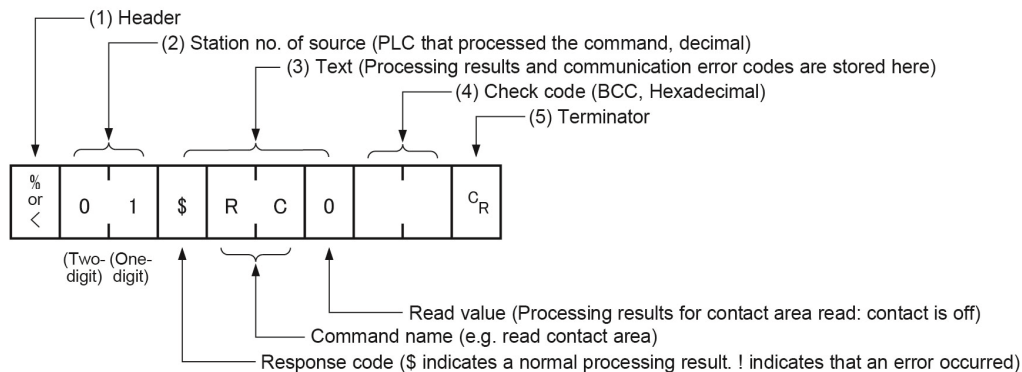 (1) Header
(2) Station no. of source (PLC that processed the command, decimal)
(3) Text (Processing results and communication error codes are stored here)
(4) Check code (BCC, Hexadecimal)
(5) Terminator
%
or
<
0 1 $ R C 0 CR
(Two- (One-
digit) digit)
Read value (Processing results for contact area read: contact is off)
Command name (e.g. read contact area)
Response code ($ indicates a normal processing result. ! indicates that an error occurred)